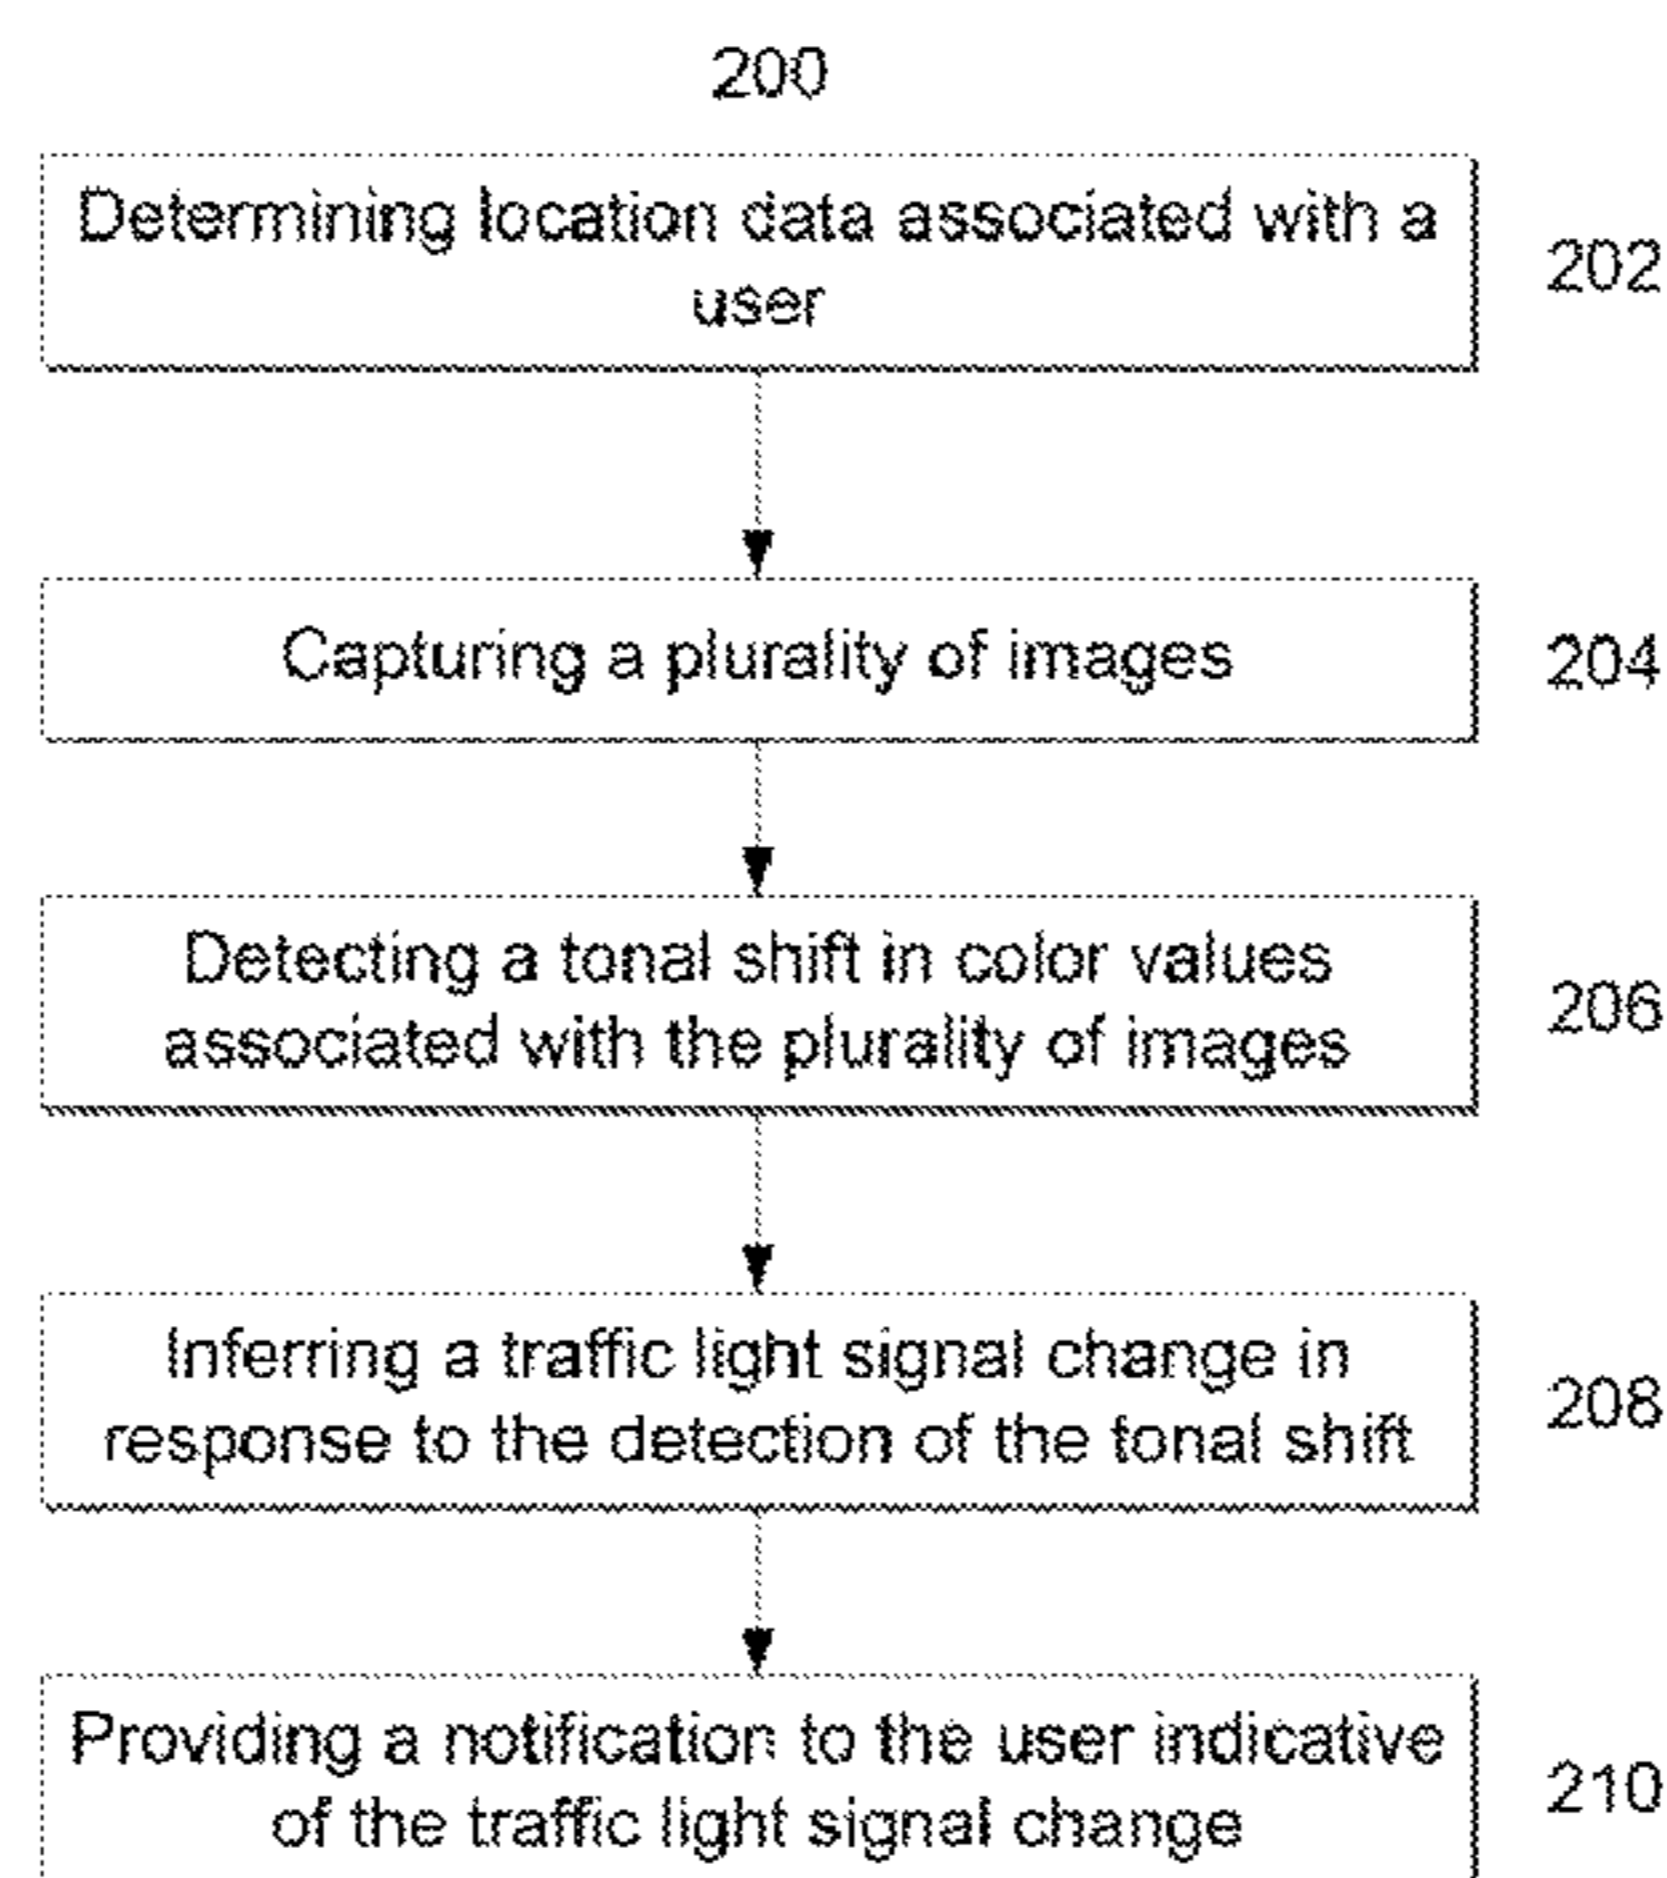 200
Determining location data associated with a
user
202
Capturing a plurality of images
204
Detecting a tonal shift in color values
associated with the plurality of images
206
Inferring a traffic light signal change in
response to the detection of the tonal shift
208
Providing a notification to the user indicative
of the traffic light signal change
210